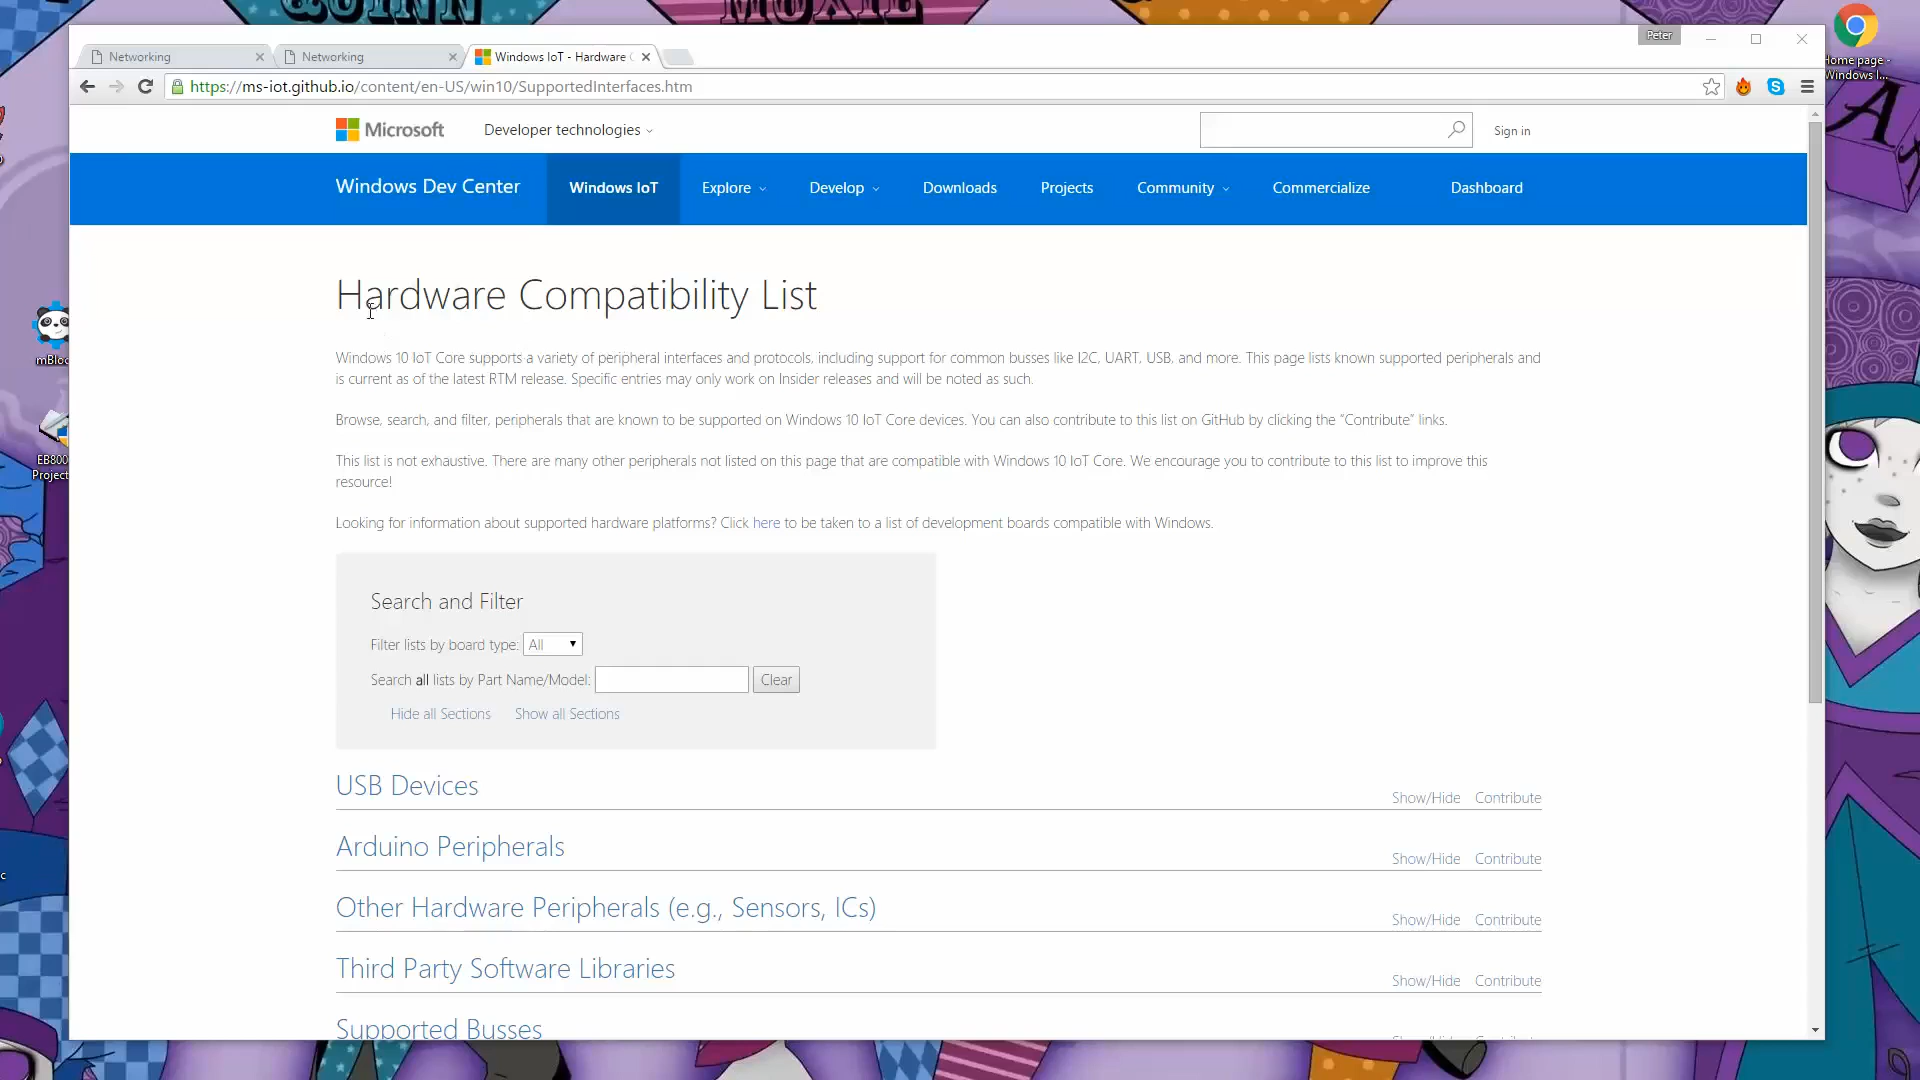 QUINN
MOXIE
Peter
Networking
Networking
Windows IoT - Hardware
https://ms-iot.github.io/content/en-US/win10/SupportedInterfaces.htm
Home page -
Windows I...
Microsoft
Developer technologies
Sign in
Windows Dev Center
Windows IoT
Explore
Develop
Downloads
Projects
Community
Commercialize
Dashboard
Hardware Compatibility List
Windows 10 IoT Core supports a variety of peripheral interfaces and protocols, including support for common busses like I2C, UART, USB, and more. This page lists known supported peripherals and
is current as of the latest RTM release. Specific entries may only work on Insider releases and will be noted as such.
Browse, search, and filter, peripherals that are known to be supported on Windows 10 IoT Core devices. You can also contribute to this list on GitHub by clicking the "Contribute" links.
This list is not exhaustive. There are many other peripherals not listed on this page that are compatible with Windows 10 IoT Core. We encourage you to contribute to this list to improve this
resource!
Looking for information about supported hardware platforms? Click here to be taken to a list of development boards compatible with Windows.
Search and Filter
Filter lists by board type: All
Search all lists by Part Name/Model: Clear
Hide all Sections Show all Sections
USB Devices
Show/Hide Contribute
Arduino Peripherals
Show/Hide Contribute
Other Hardware Peripherals (e.g., Sensors, ICs)
Show/Hide Contribute
Third Party Software Libraries
Show/Hide Contribute
Supported Busses
mBloc
EB800
Project